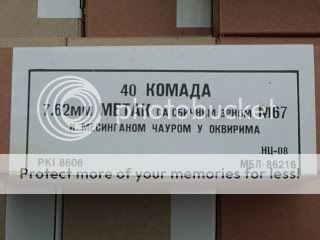 40 КОМАДА
7.62мм МЕТАК СА ОБИЧНИМ ЗРНОМ М67
И МЕСИНГАНОМ ЧАУРОМ У ОКВИРИМА
НЦ-08
PKI 8606 МБЛ-86216
photobucket
Protect more of your memories for less!